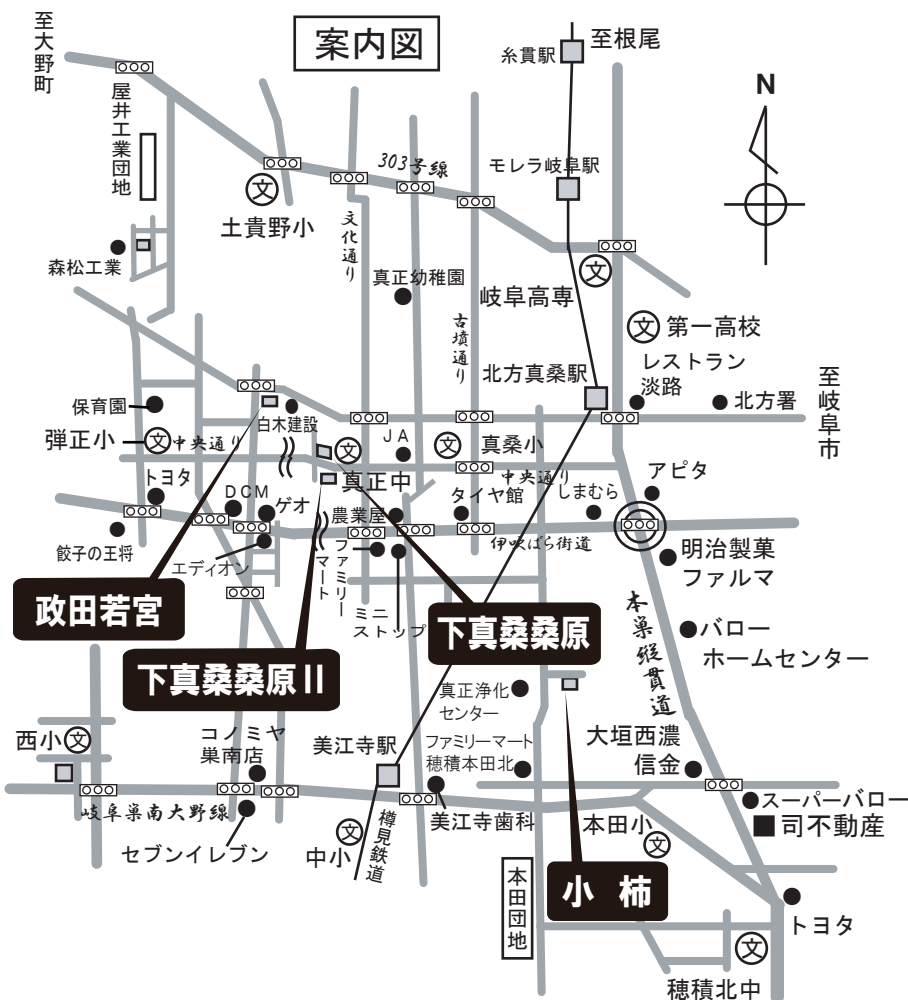 案内図
至大野町
屋井工業団地
糸貫駅
至根尾
N
303号線
モレラ岐阜駅
土貴野小
文
文化通り
森松工業
真正幼稚園
岐阜高専
文
古墳通り
文
第一高校
レストラン
淡路
北方真桑駅
北方署
至岐阜市
保育園
白木建設
弾正小
文
中央通り
文
JA
文
真桑小
真正中
中央通り
アピタ
トヨタ
DCM
ゲオ
農業屋
タイヤ館
しまむら
餃子の王将
エディオン
ファミリー
マート
伊吹ばら街道
明治製菓
ファルマ
ミニ
ストップ
政田若宮
下真桑桑原
下真桑桑原II
本巣縦貫道
バロー
ホームセンター
真正浄化
センター
西小
文
コノミヤ
巣南店
美江寺駅
ファミリーマート
穂積本田北
大垣西濃
信金
岐阜巣南大野線
セブンイレブン
中小
文
樽見鉄道
美江寺歯科
本田小
文
スーパーバロー
司不動産
本田団地
小柿
トヨタ
文
穂積北中